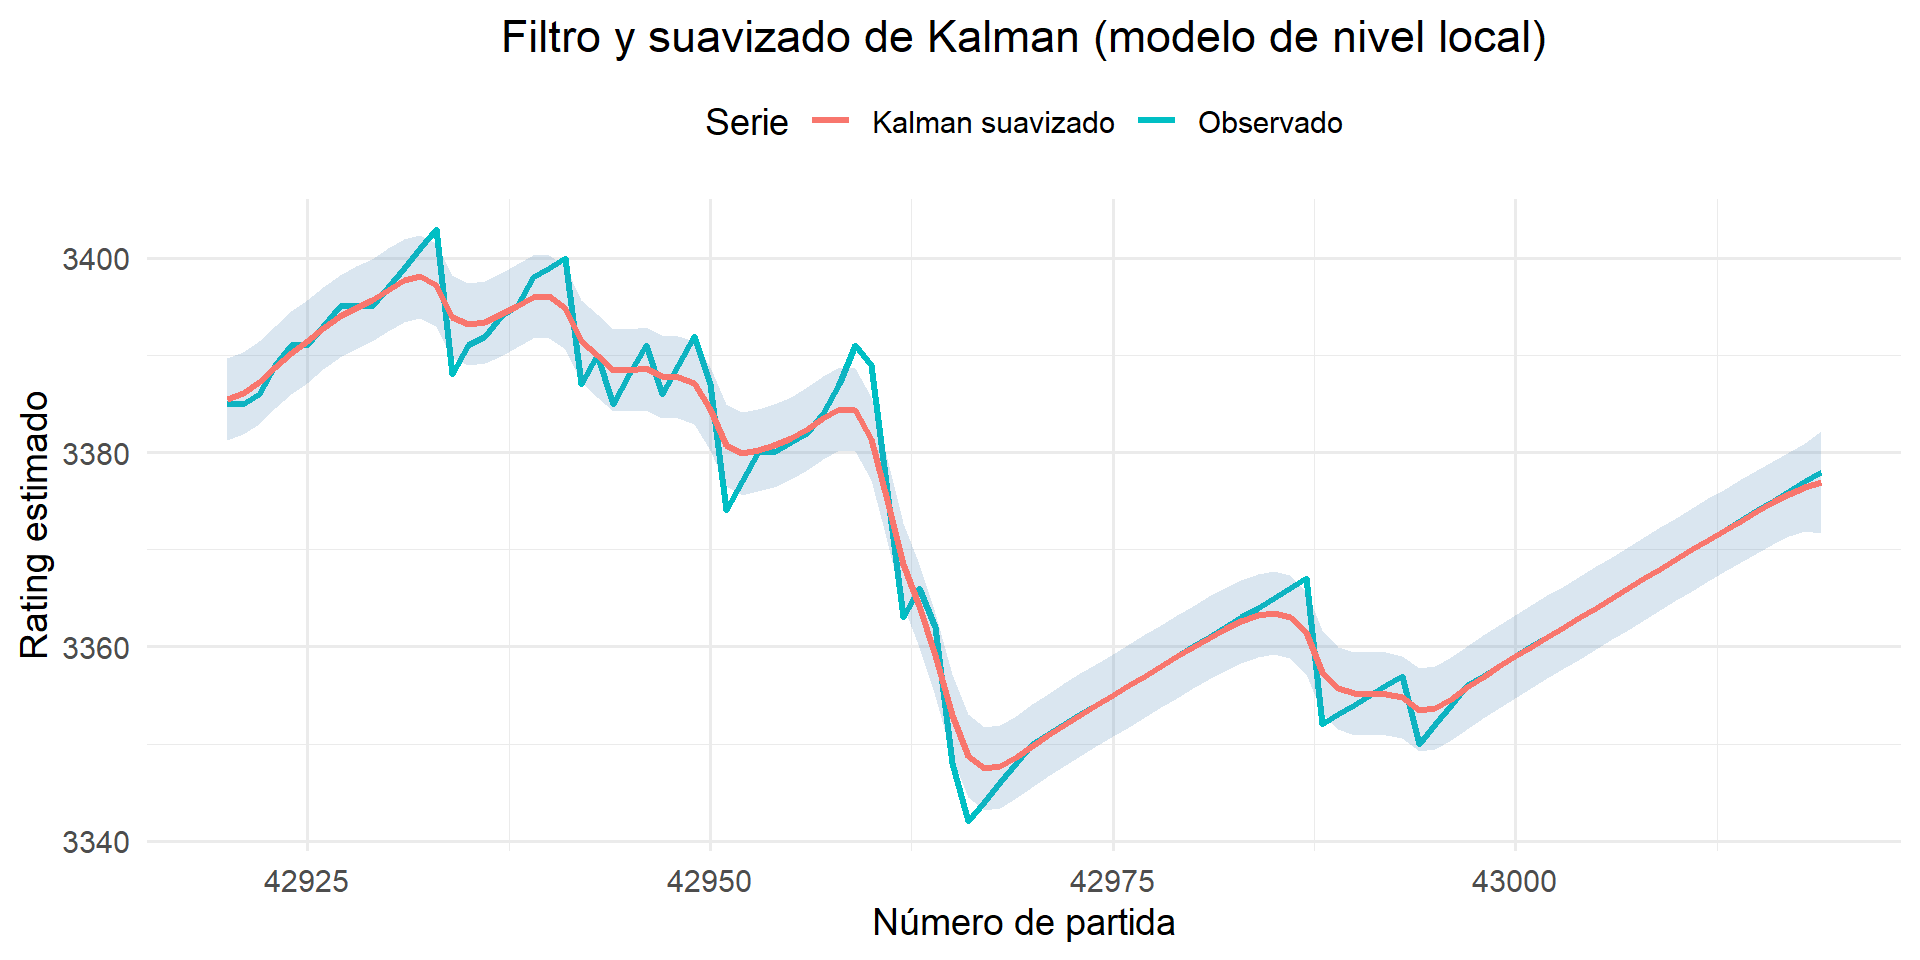 Filtro y suavizado de Kalman (modelo de nivel local)
Serie Kalman suavizado Observado
Rating estimado
3400
3380
3360
3340
42925 42950 42975 43000
Número de partida